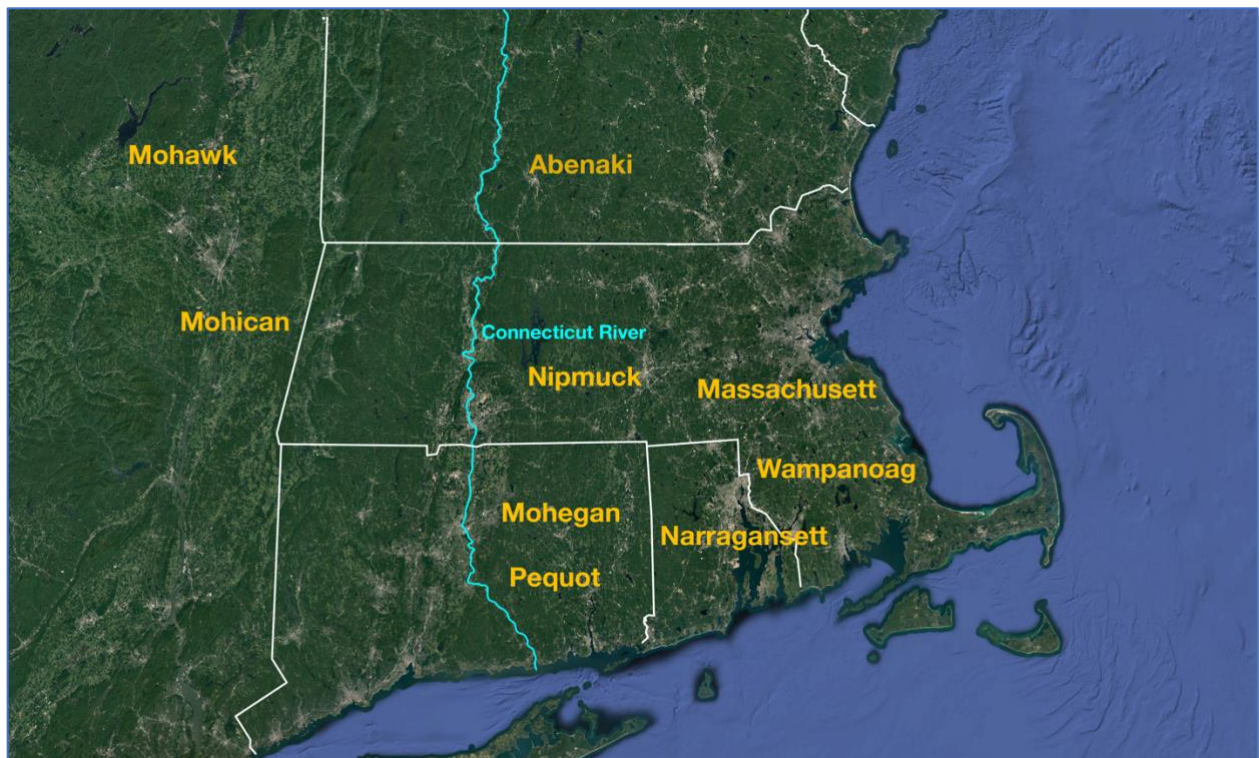 Mohawk
Abenaki
Mohican
Connecticut River
Nipmuck
Massachusett
Wampanoag
Mohegan
Narragansett
Pequot